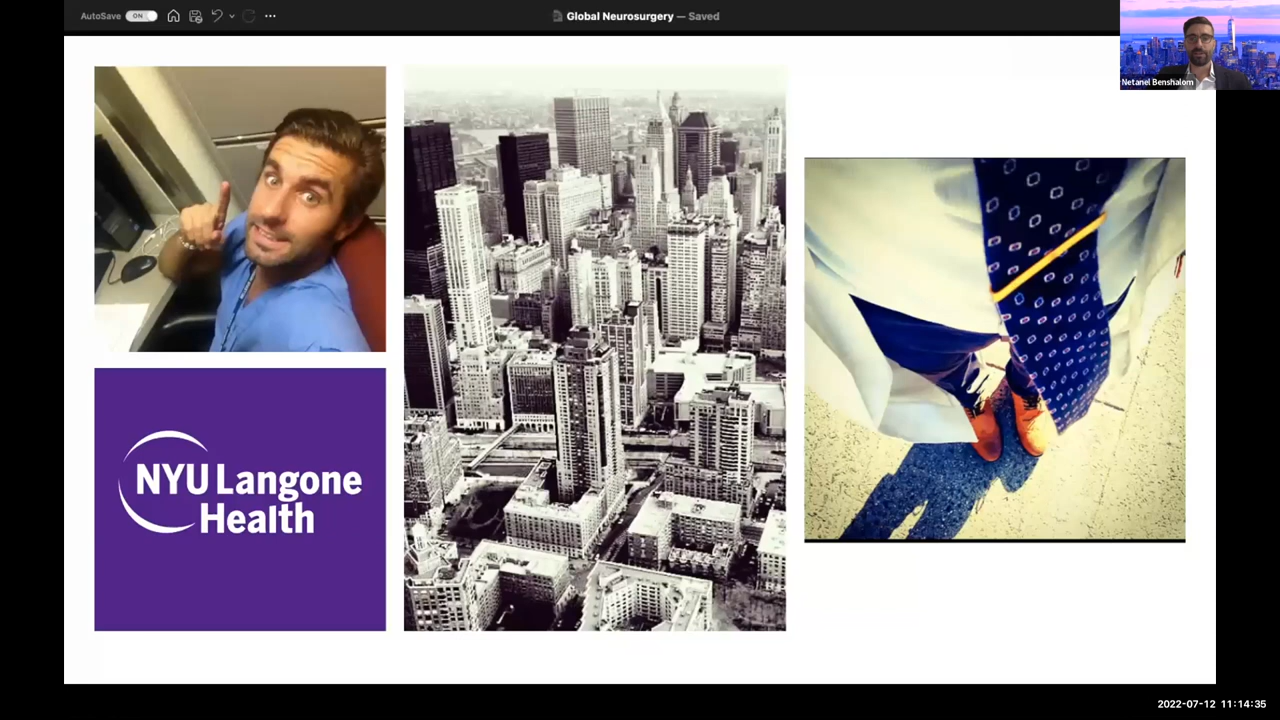 AutoSave ON
Global Neurosurgery — Saved
Netanel Benshalom
NYU Langone
Health
2022-07-12 11:14:35